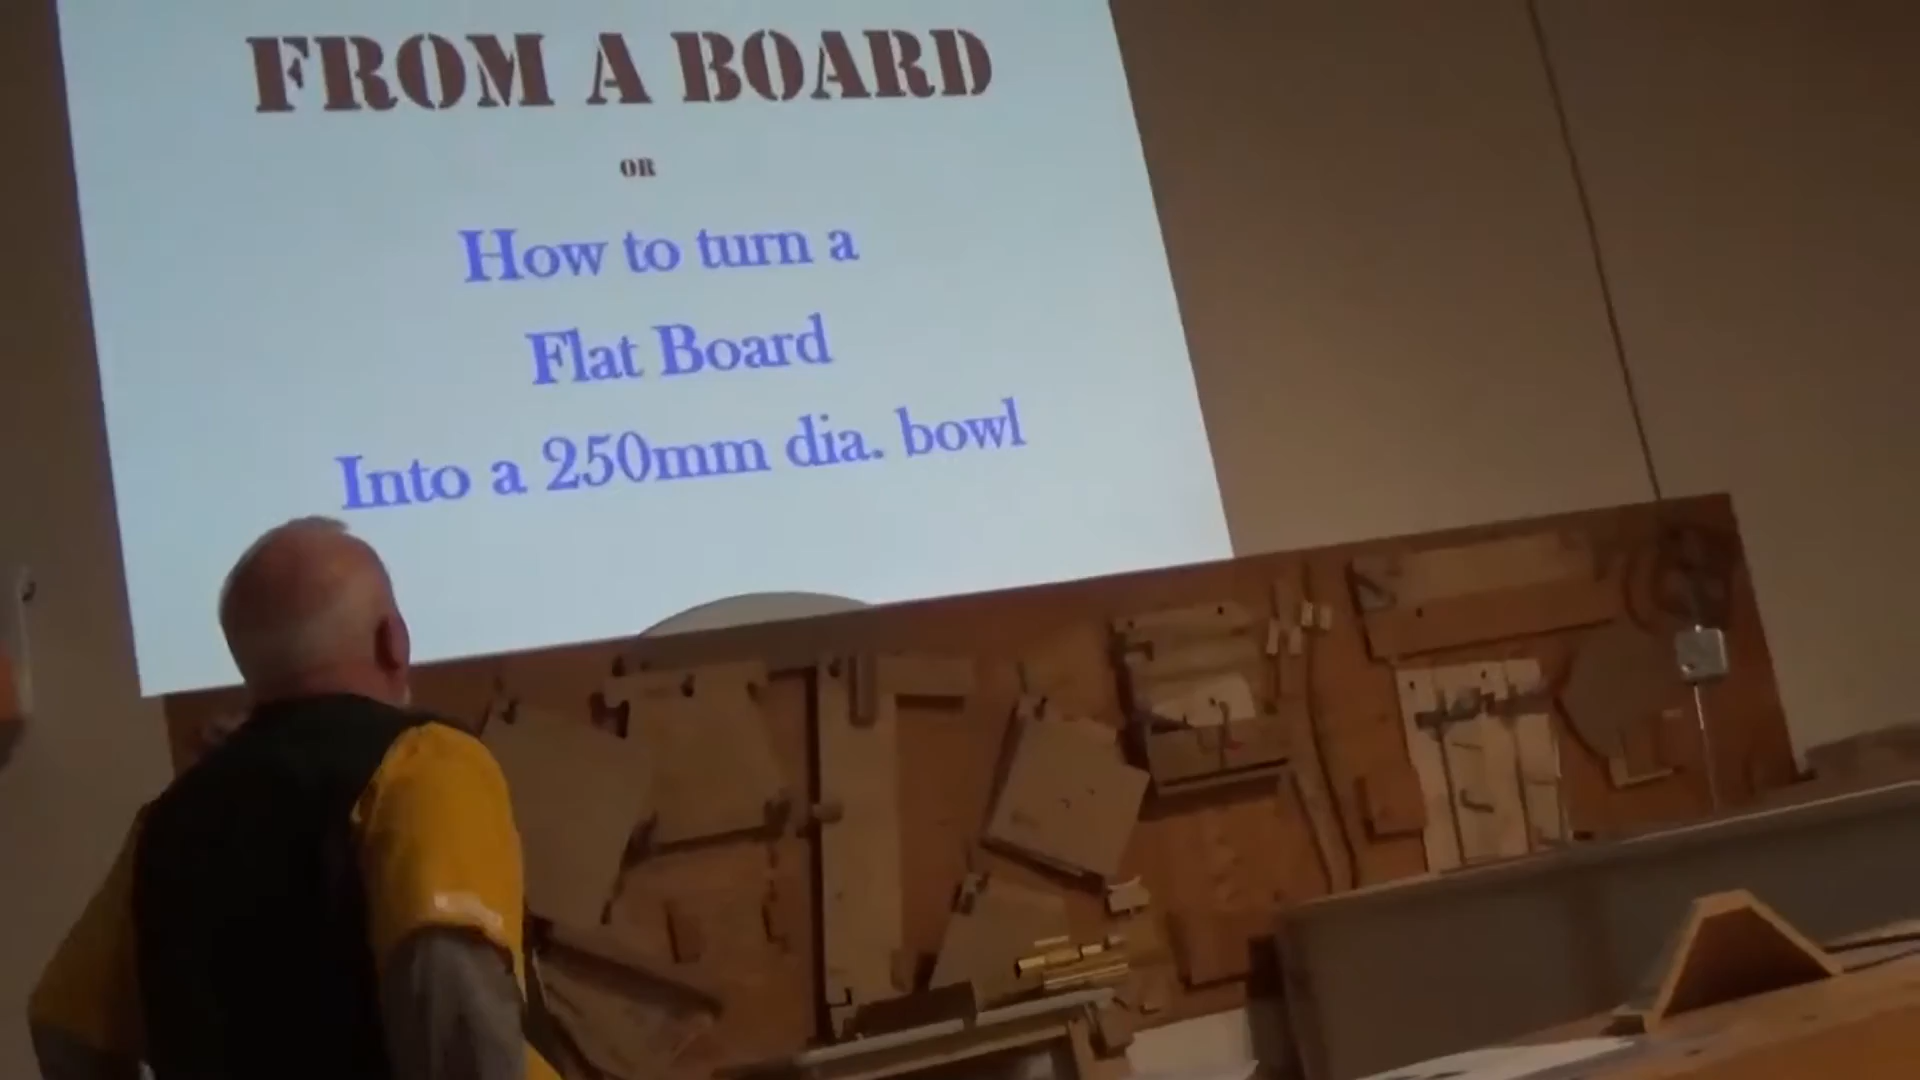 FROM A BOARD
OR
How to turn a
Flat Board
Into a 250mm dia. bowl